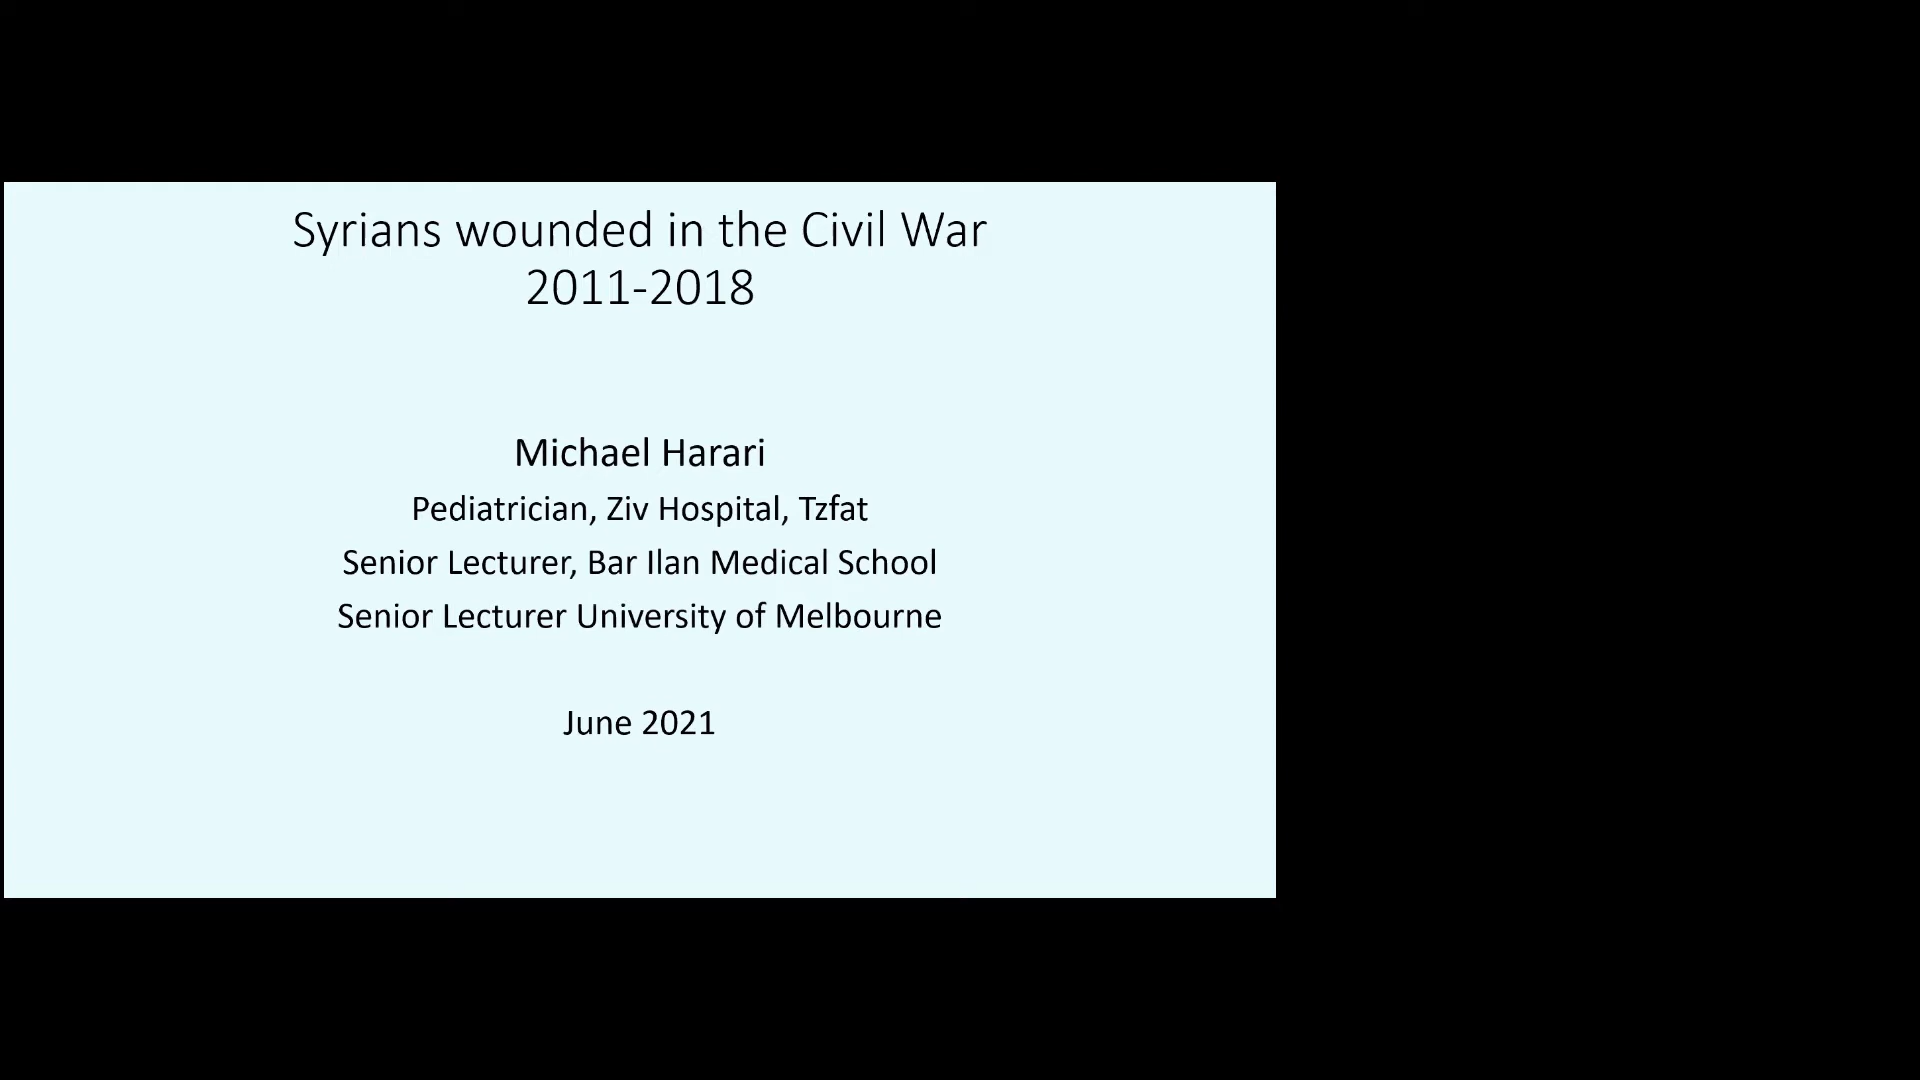 Syrians wounded in the Civil War
2011-2018
Michael Harari
Pediatrician, Ziv Hospital, Tzfat
Senior Lecturer, Bar Ilan Medical School
Senior Lecturer University of Melbourne
June 2021